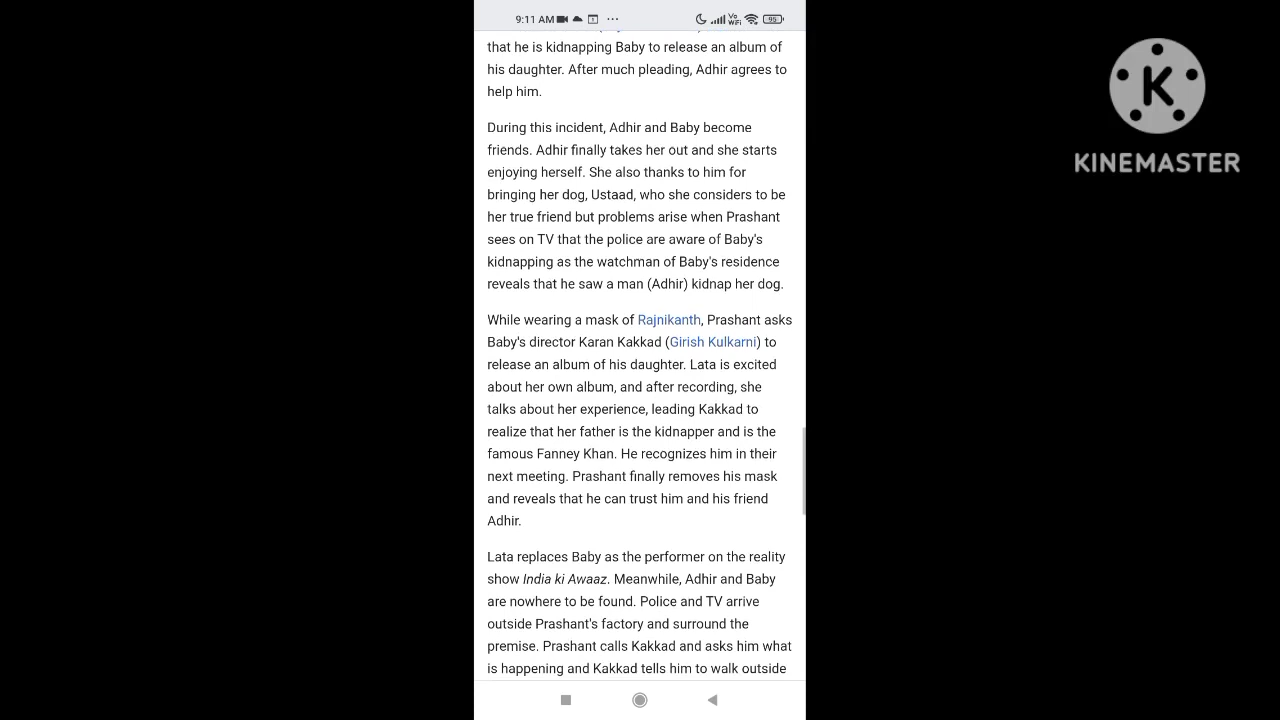 9:11 AM
Vo
WiFi
95
that he is kidnapping Baby to release an album of
his daughter. After much pleading, Adhir agrees to
help him.
During this incident, Adhir and Baby become
friends. Adhir finally takes her out and she starts
enjoying herself. She also thanks to him for
bringing her dog, Ustaad, who she considers to be
her true friend but problems arise when Prashant
sees on TV that the police are aware of Baby's
kidnapping as the watchman of Baby's residence
reveals that he saw a man (Adhir) kidnap her dog.
While wearing a mask of Rajnikanth, Prashant asks
Baby's director Karan Kakkad (Girish Kulkarni) to
release an album of his daughter. Lata is excited
about her own album, and after recording, she
talks about her experience, leading Kakkad to
realize that her father is the kidnapper and is the
famous Fanney Khan. He recognizes him in their
next meeting. Prashant finally removes his mask
and reveals that he can trust him and his friend
Adhir.
Lata replaces Baby as the performer on the reality
show India ki Awaaz. Meanwhile, Adhir and Baby
are nowhere to be found. Police and TV arrive
outside Prashant's factory and surround the
premise. Prashant calls Kakkad and asks him what
is happening and Kakkad tells him to walk outside
K
KINEMASTER